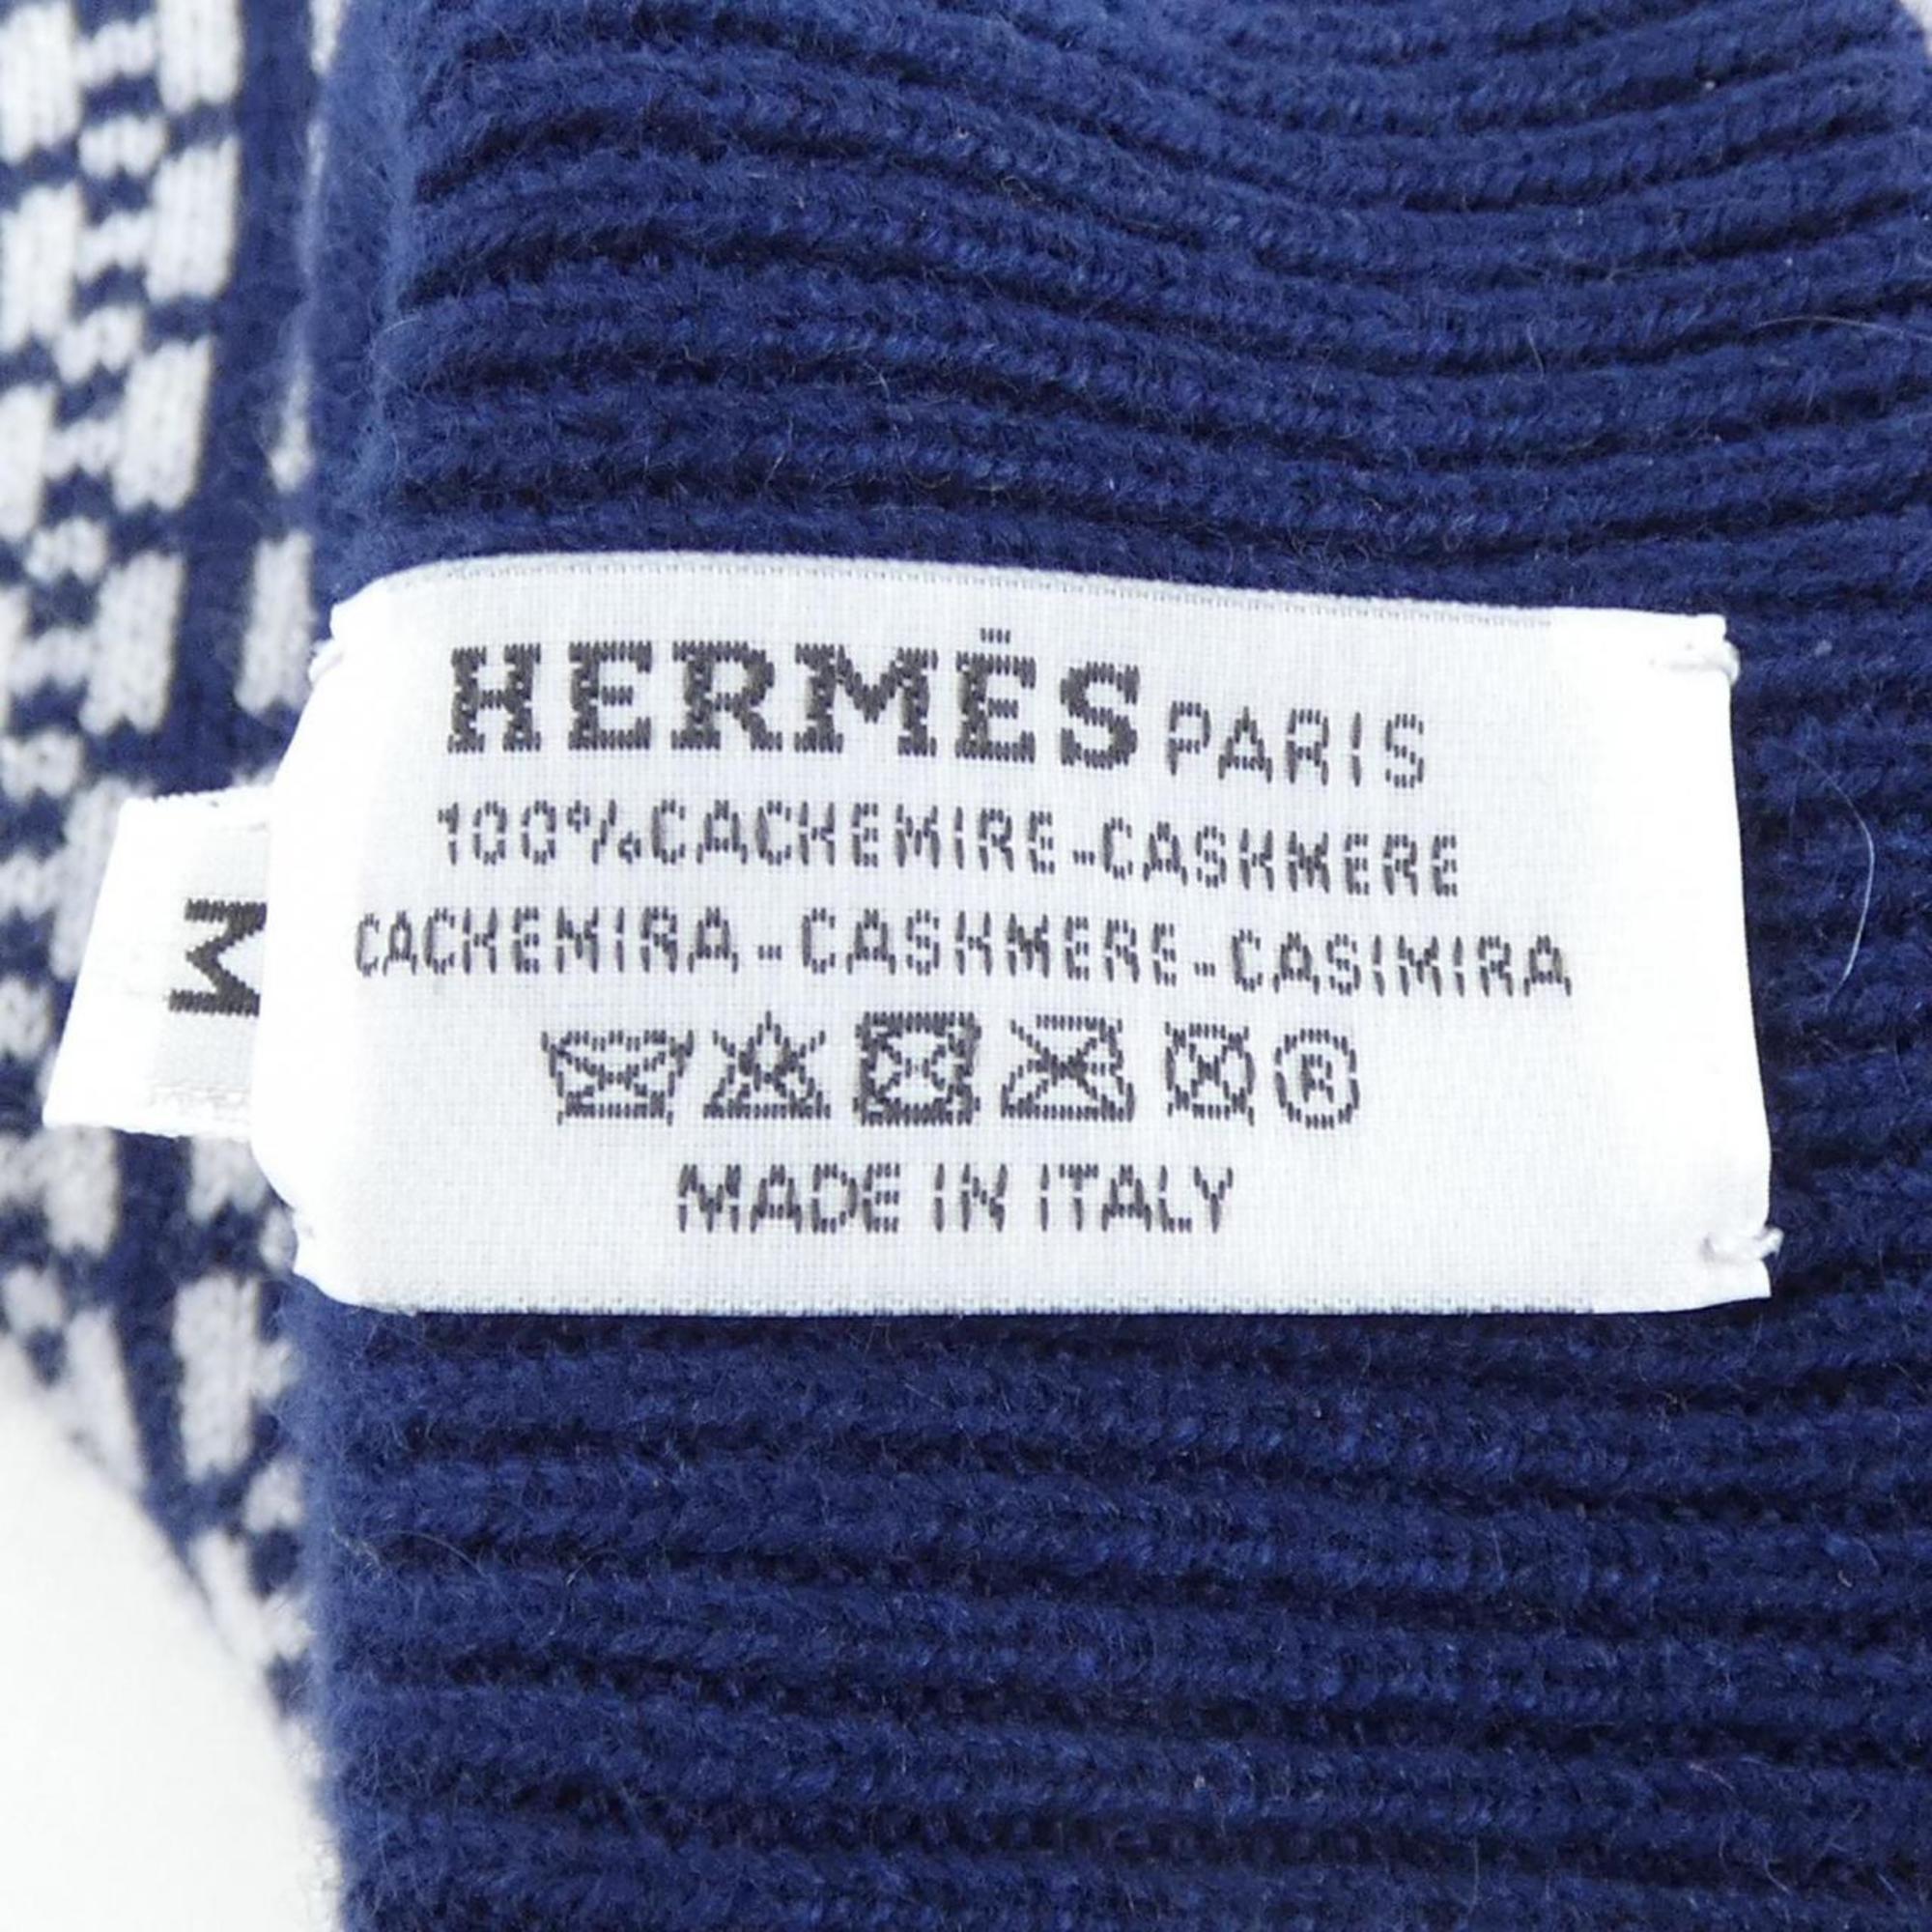 HERMÈS PARIS
100% CACHEMIRE-CASHMERE
CACHEMIRA-CASHMERE-CASIMIRA
R
MADE IN ITALY
M